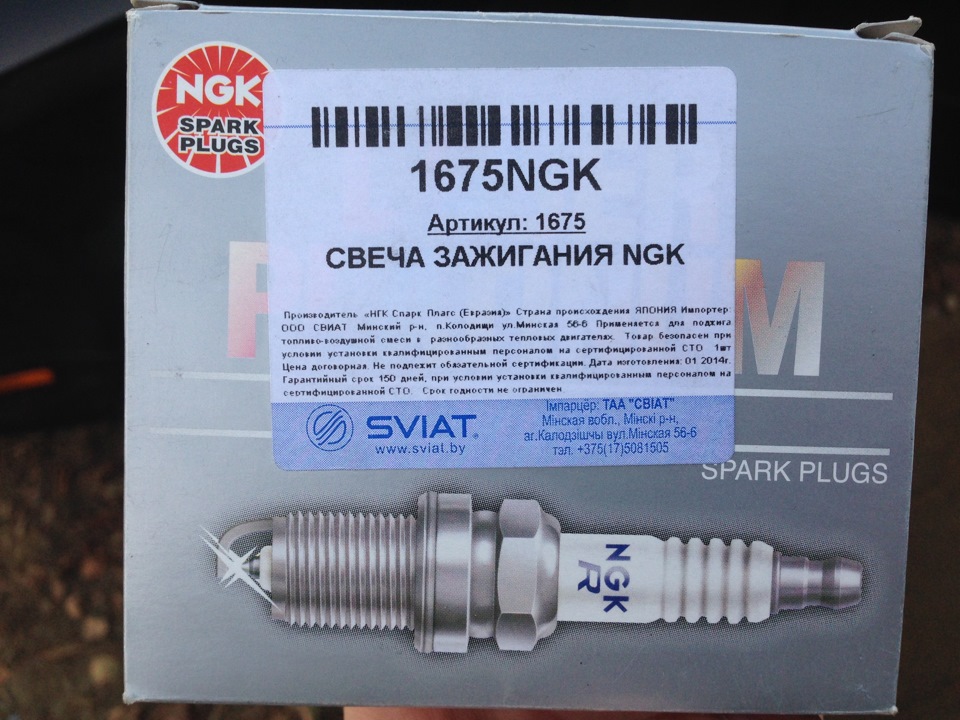 NGK
SPARK
PLUGS
1675NGK
Артикул: 1675
СВЕЧА ЗАЖИГАНИЯ NGK
Производитель «НГК Спарк Плагс (Евразия)» Страна происхождения ЯПОНИЯ Импортер:
ООО СВИАТ Минский р-н, п.Колодищи ул.Минская 56-6 Применяется для поджига
топливо-воздушной смеси в разнообразных тепловых двигателях. Товар безопасен при
условии установки квалифицированным персоналом на сертифицированной СТО 1шт
Цена договорная. Не подлежит обязательной сертификации. Дата изготовления: 01.2014г.
Гарантийный срок 150 дней, при условии установки квалифицированным персоналом на
сертифицированной СТО. Срок годности не ограничен
SVIAT
www.sviat.by
Імпарцёр: ТАА "СВІАТ"
Мінская вобл., Мінскі р-н,
аг.Калодзішчы вул.Мінская 56-6
тэл. +375(17)5081505
SPARK PLUGS
NGK
R